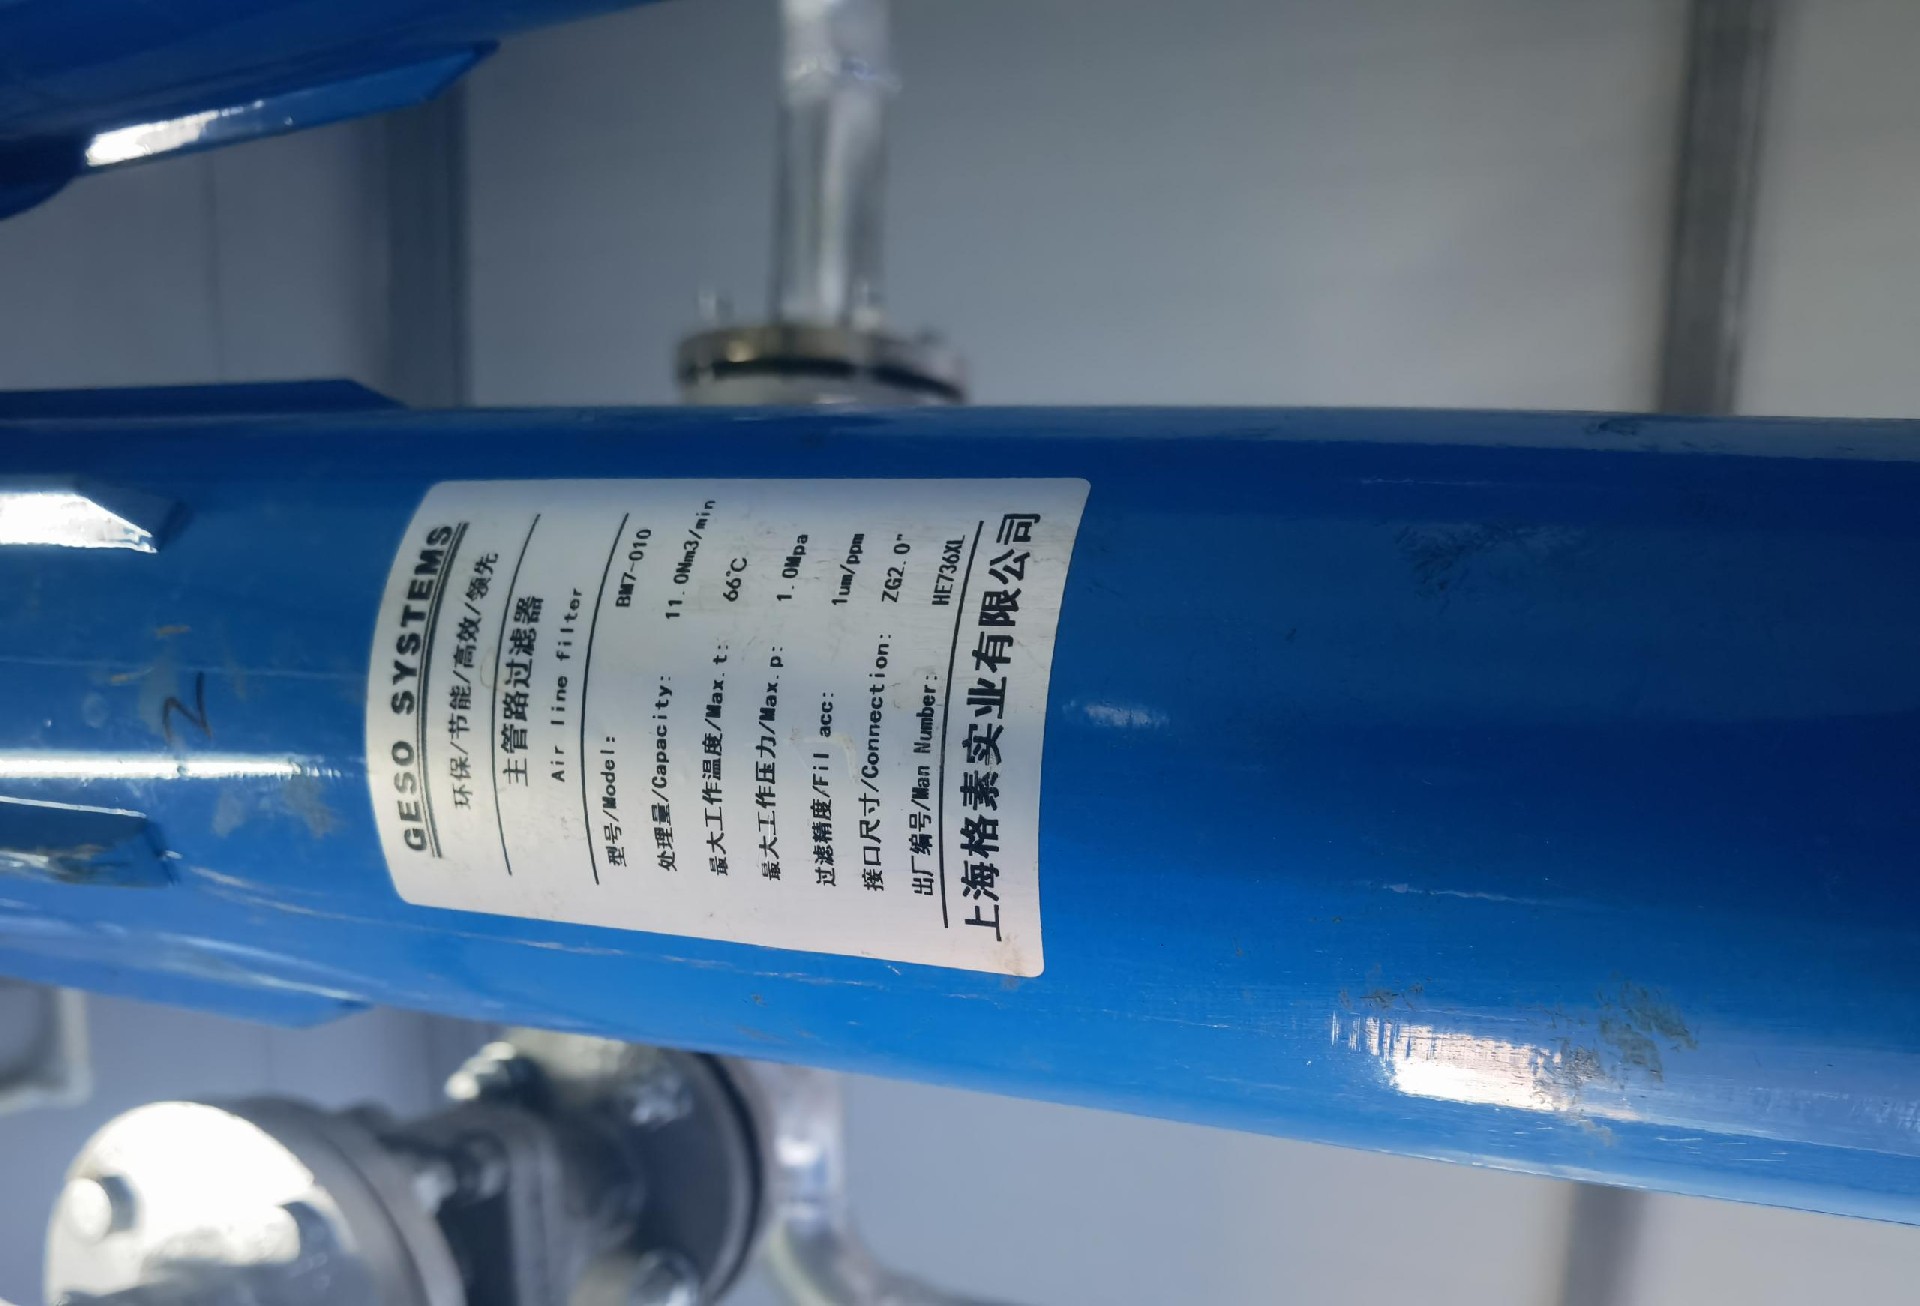 GESO SYSTEMS
环保/节能/高效/领先
主管路过滤器
Air line filter
型号/Model: BM7-010
处理量/Capacity: 11.0Nm3/min
最大工作温度/Max.t: 66℃
最大工作压力/Max.p: 1.0Mpa
过滤精度/Fil acc: 1um/ppm
接口尺寸/Connection: ZG2.0"
出厂编号/Man Number: HE736XL
上海格素实业有限公司
N